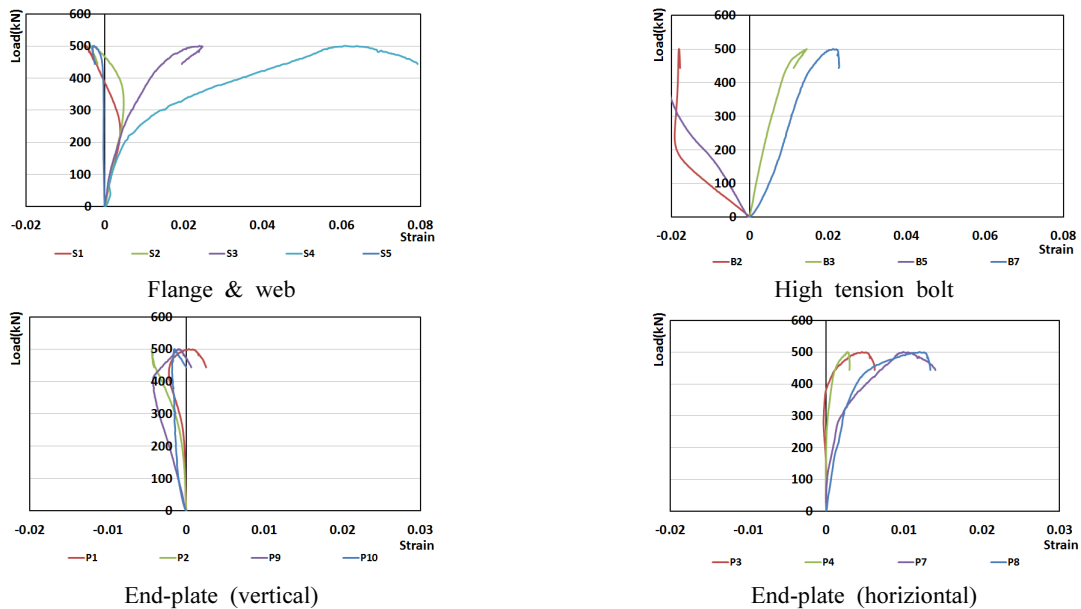 Load(kN)
600
500
400
300
200
100
0
-0.02 0 0.02 0.04 0.06 0.08
Strain
S1 S2 S3 S4 S5
Flange & web
Load(kN)
600
500
400
300
200
100
0
-0.02 0 0.02 0.04 0.06 0.08
Strain
B2 B3 B5 B7
High tension bolt
Load(kN)
600
500
400
300
200
100
0
-0.02 -0.01 0 0.01 0.02 0.03
Strain
P1 P2 P9 P10
End-plate (vertical)
Load(kN)
600
500
400
300
200
100
0
-0.02 -0.01 0 0.01 0.02 0.03
Strain
P3 P4 P7 P8
End-plate (horiziontal)